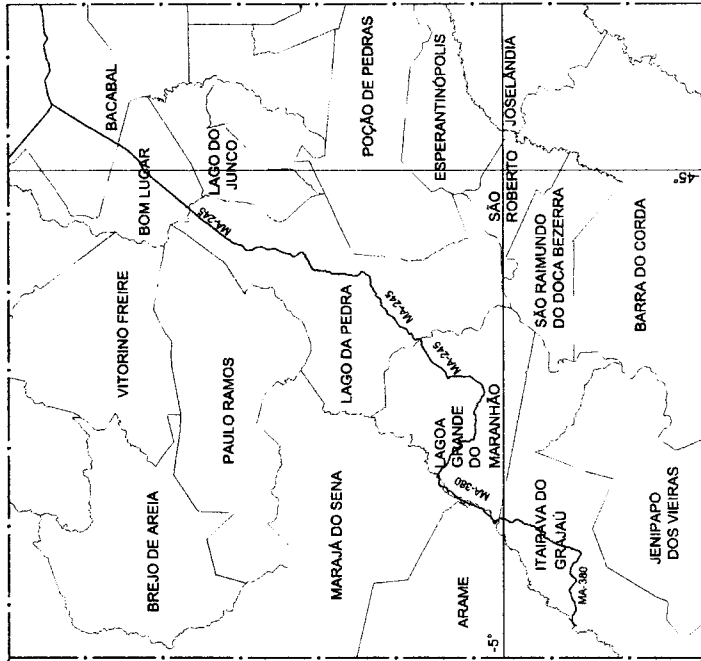 BACABAL
BOM LUGAR
LAGO DO
JUNCO
POÇÃO DE PEDRAS
ESPERANTINÓPOLIS
JOSELÂNDIA
SÃO
ROBERTO
45°
MA-245
VITORINO FREIRE
PAULO RAMOS
LAGO DA PEDRA
MA-245
MA-245
SÃO RAIMUNDO
DO DOCA BEZERRA
BARRA DO CORDA
BREJO DE AREIA
MARAJÁ DO SENA
LAGOA
GRANDE
DO
MARANHÃO
MA-380
ARAME
-5°
ITAIPAVA DO
GRAJAÚ
MA-380
JENIPAPO
DOS VIEIRAS